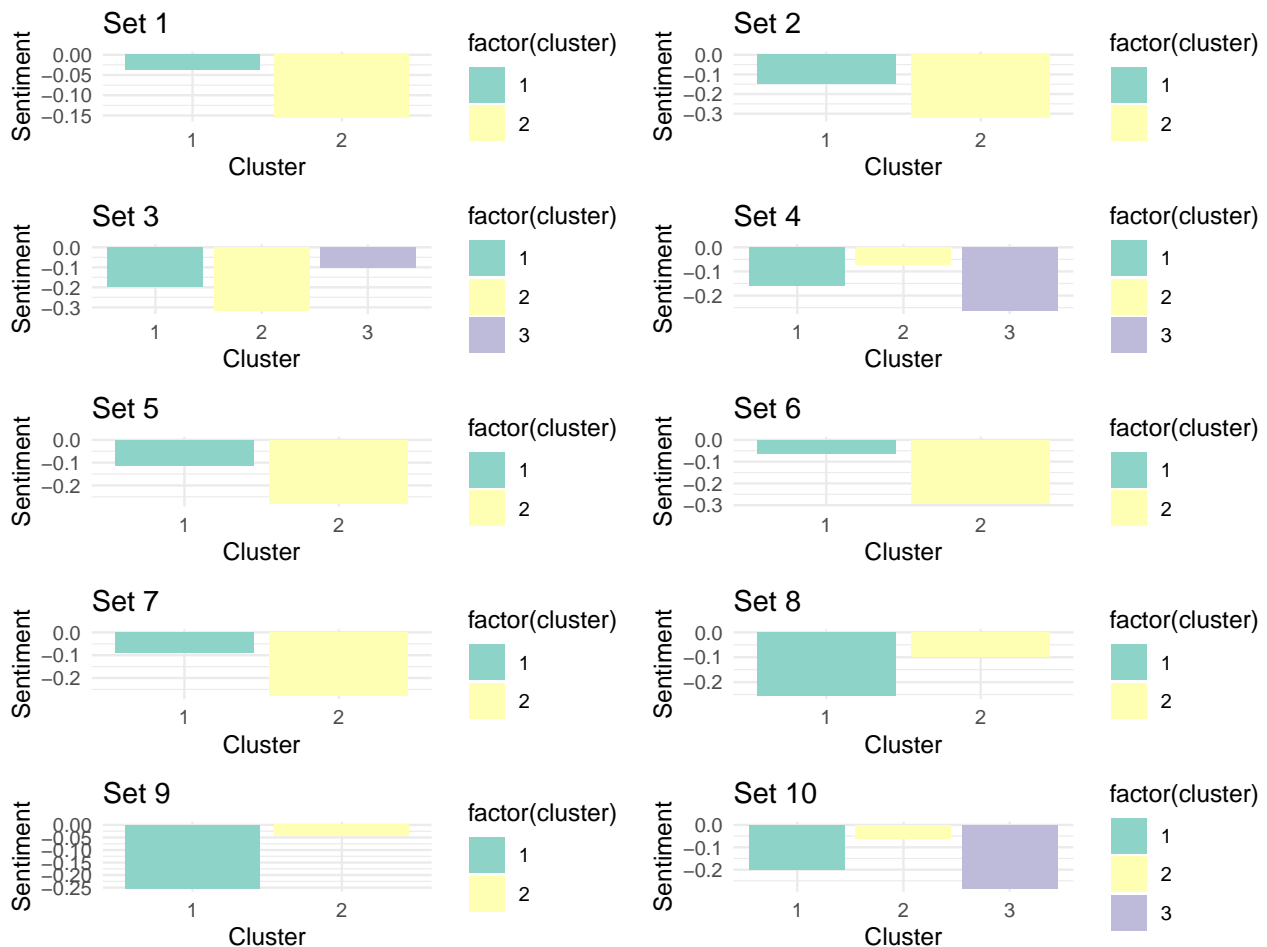 Set 1
Sentiment
0.00
−0.05
−0.10
−0.15
1
2
Cluster
factor(cluster)
1
2
Set 2
Sentiment
0.0
−0.1
−0.2
−0.3
1
2
Cluster
factor(cluster)
1
2
Set 3
Sentiment
0.0
−0.1
−0.2
−0.3
1
2
3
Cluster
factor(cluster)
1
2
3
Set 4
Sentiment
0.0
−0.1
−0.2
1
2
3
Cluster
factor(cluster)
1
2
3
Set 5
Sentiment
0.0
−0.1
−0.2
1
2
Cluster
factor(cluster)
1
2
Set 6
Sentiment
0.0
−0.1
−0.2
−0.3
1
2
Cluster
factor(cluster)
1
2
Set 7
Sentiment
0.0
−0.1
−0.2
1
2
Cluster
factor(cluster)
1
2
Set 8
Sentiment
0.0
−0.1
−0.2
1
2
Cluster
factor(cluster)
1
2
Set 9
Sentiment
0.00
−0.05
−0.10
−0.15
−0.20
−0.25
1
2
Cluster
factor(cluster)
1
2
Set 10
Sentiment
0.0
−0.1
−0.2
1
2
3
Cluster
factor(cluster)
1
2
3